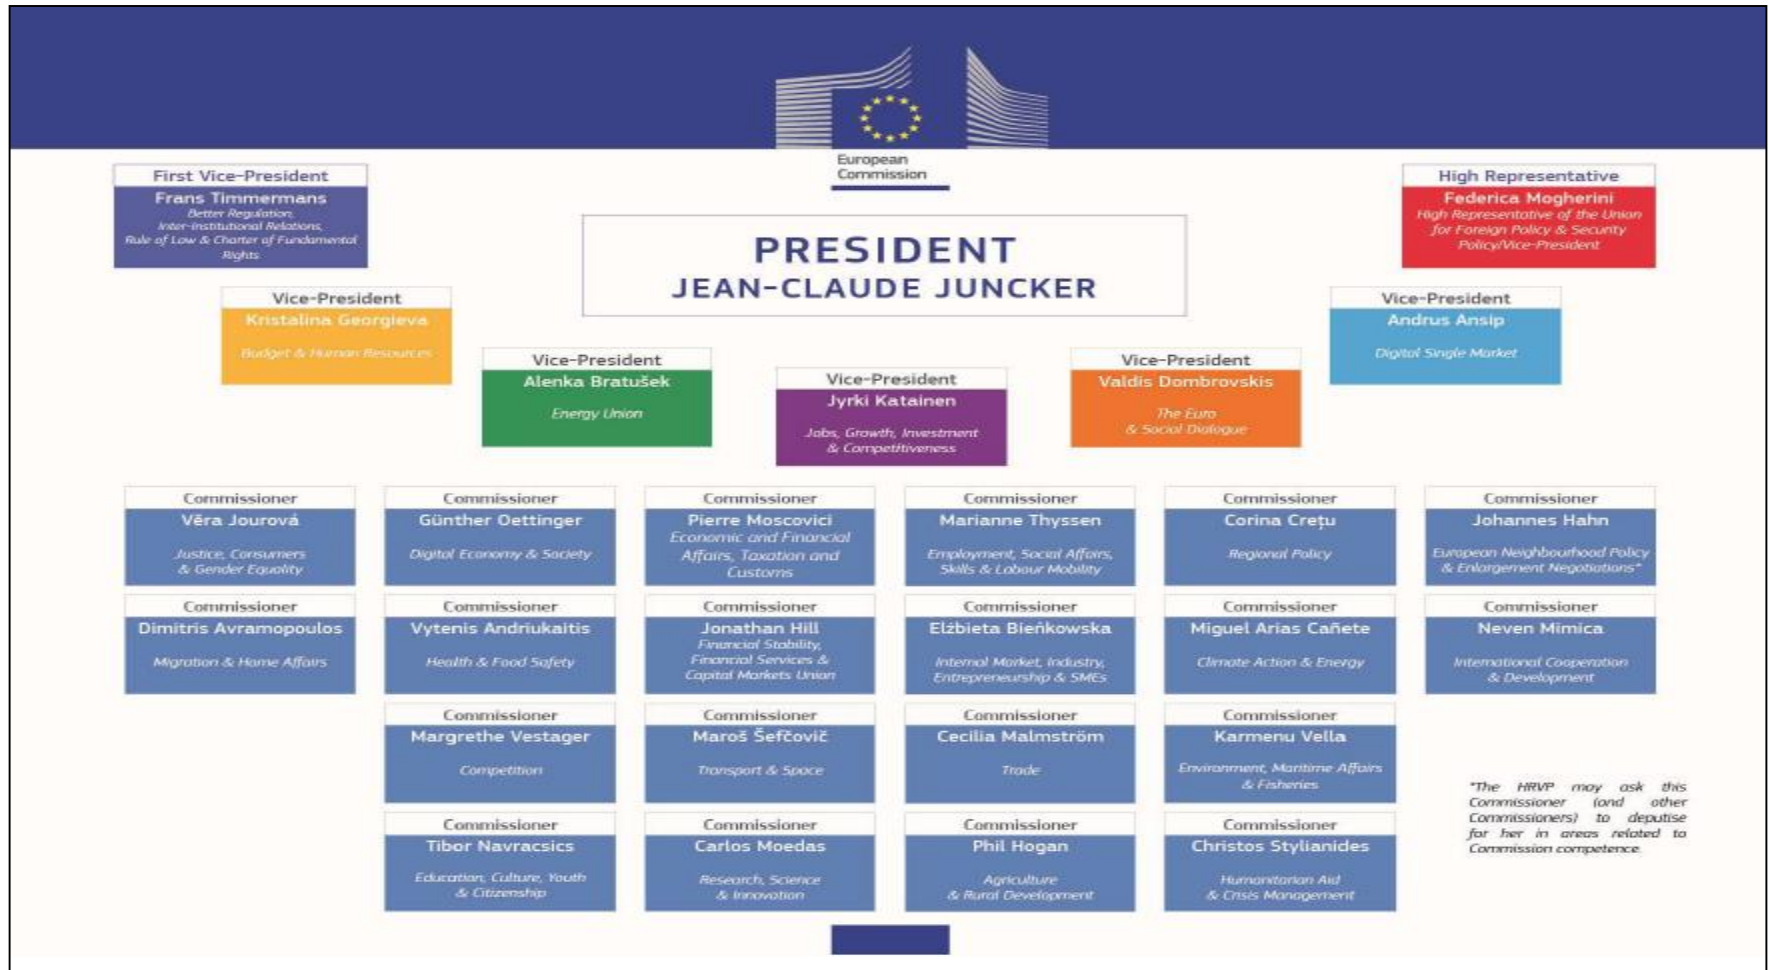 European
Commission
First Vice-President
Frans Timmermans
Better Regulation,
Inter-Institutional Relations,
Rule of Law & Charter of Fundamental
Rights
High Representative
Federica Mogherini
High Representative of the Union
for Foreign Policy & Security
Policy/Vice-President
PRESIDENT
JEAN-CLAUDE JUNCKER
Vice-President
Kristalina Georgieva
Budget & Human Resources
Vice-President
Andrus Ansip
Digital Single Market
Vice-President
Alenka Bratušek
Energy Union
Vice-President
Jyrki Katainen
Jobs, Growth, Investment
& Competitiveness
Vice-President
Valdis Dombrovskis
The Euro
& Social Dialogue
Commissioner
Věra Jourová
Justice, Consumers
& Gender Equality
Commissioner
Günther Oettinger
Digital Economy & Society
Commissioner
Pierre Moscovici
Economic and Financial
Affairs, Taxation and
Customs
Commissioner
Marianne Thyssen
Employment, Social Affairs,
Skills & Labour Mobility
Commissioner
Corina Crețu
Regional Policy
Commissioner
Johannes Hahn
European Neighbourhood Policy
& Enlargement Negotiations*
Commissioner
Dimitris Avramopoulos
Migration & Home Affairs
Commissioner
Vytenis Andriukaitis
Health & Food Safety
Commissioner
Jonathan Hill
Financial Stability,
Financial Services &
Capital Markets Union
Commissioner
Elżbieta Bieńkowska
Internal Market, Industry,
Entrepreneurship & SMEs
Commissioner
Miguel Arias Cañete
Climate Action & Energy
Commissioner
Neven Mimica
International Cooperation
& Development
Commissioner
Margrethe Vestager
Competition
Commissioner
Maroš Šefčovič
Transport & Space
Commissioner
Cecilia Malmström
Trade
Commissioner
Karmenu Vella
Environment, Maritime Affairs
& Fisheries
Commissioner
Tibor Navracsics
Education, Culture, Youth
& Citizenship
Commissioner
Carlos Moedas
Research, Science
& Innovation
Commissioner
Phil Hogan
Agriculture
& Rural Development
Commissioner
Christos Stylianides
Humanitarian Aid
& Crisis Management
*The HRVP may ask this
Commissioner (and other
Commissioners) to deputise
for her in areas related to
Commission competence.